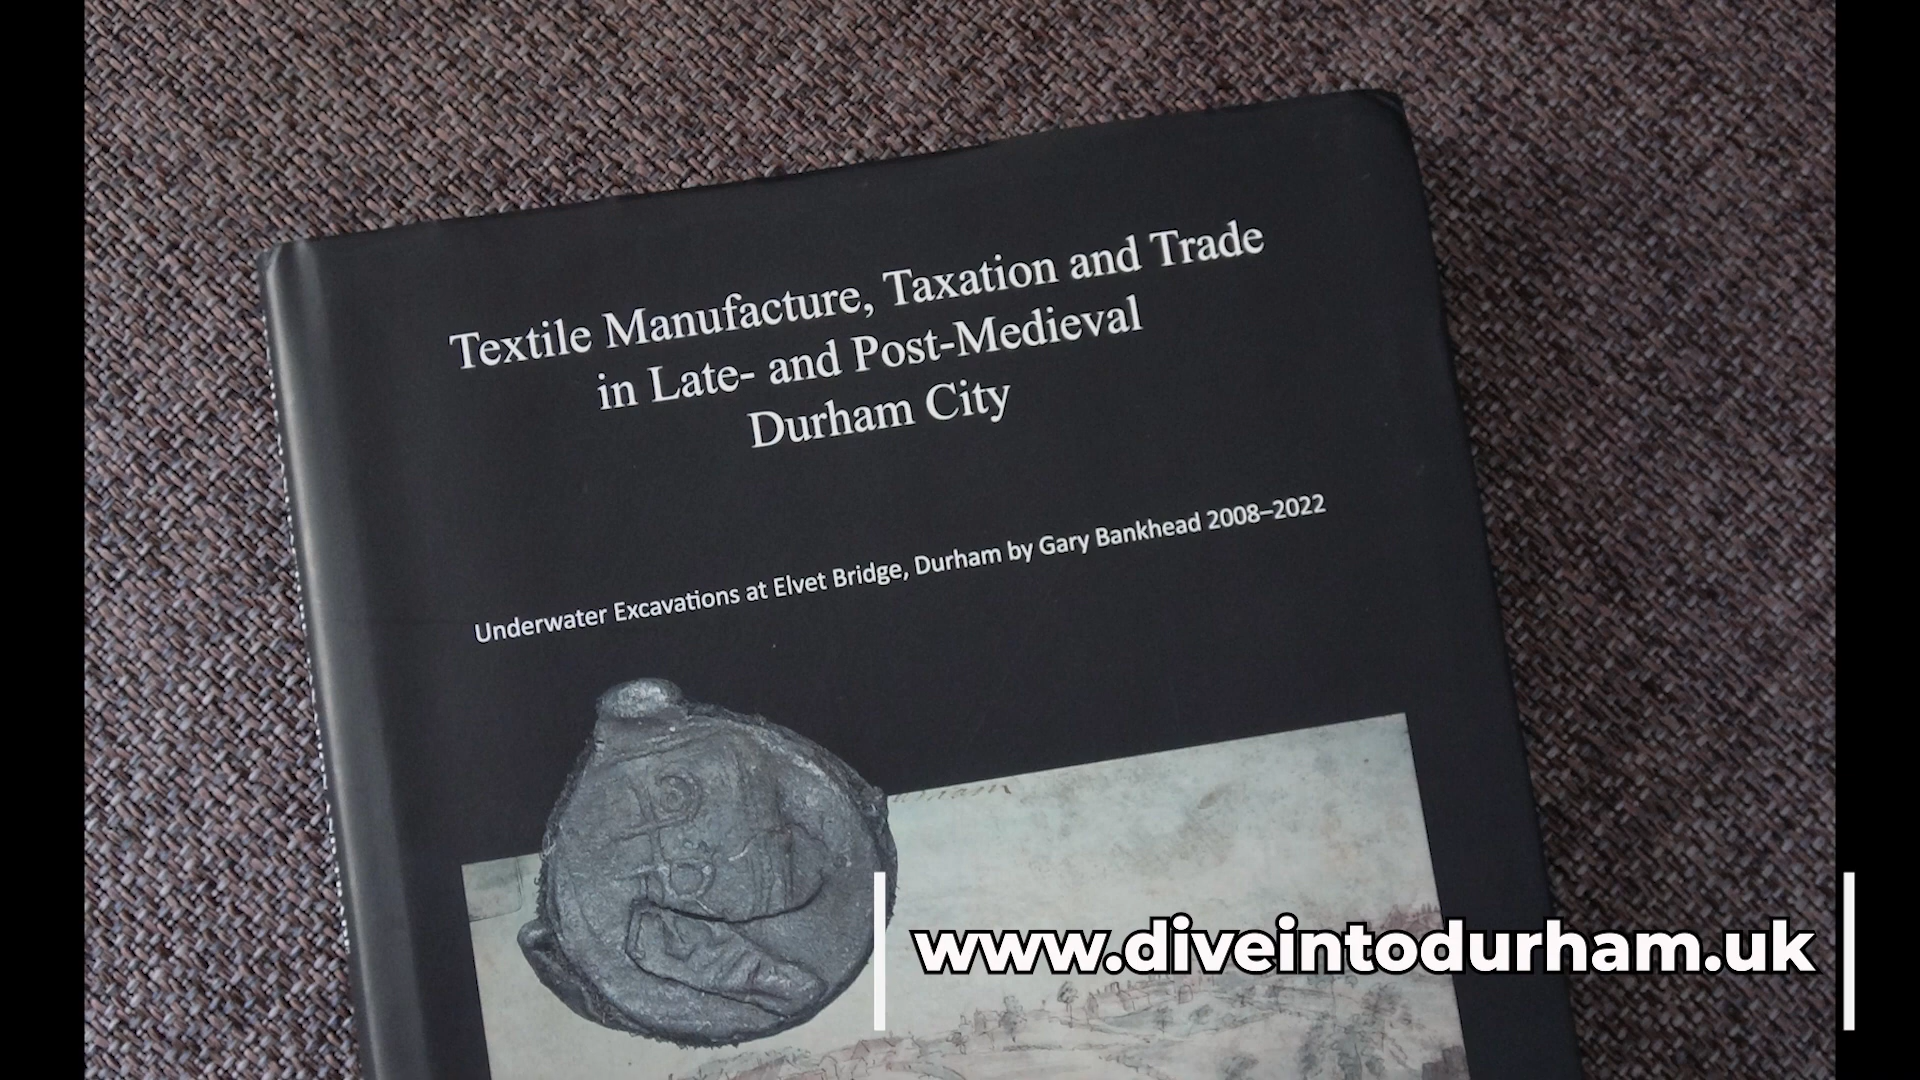 Textile Manufacture, Taxation and Trade
in Late- and Post-Medieval
Durham City
Underwater Excavations at Elvet Bridge, Durham by Gary Bankhead 2008–2022
www.diveintodurham.uk